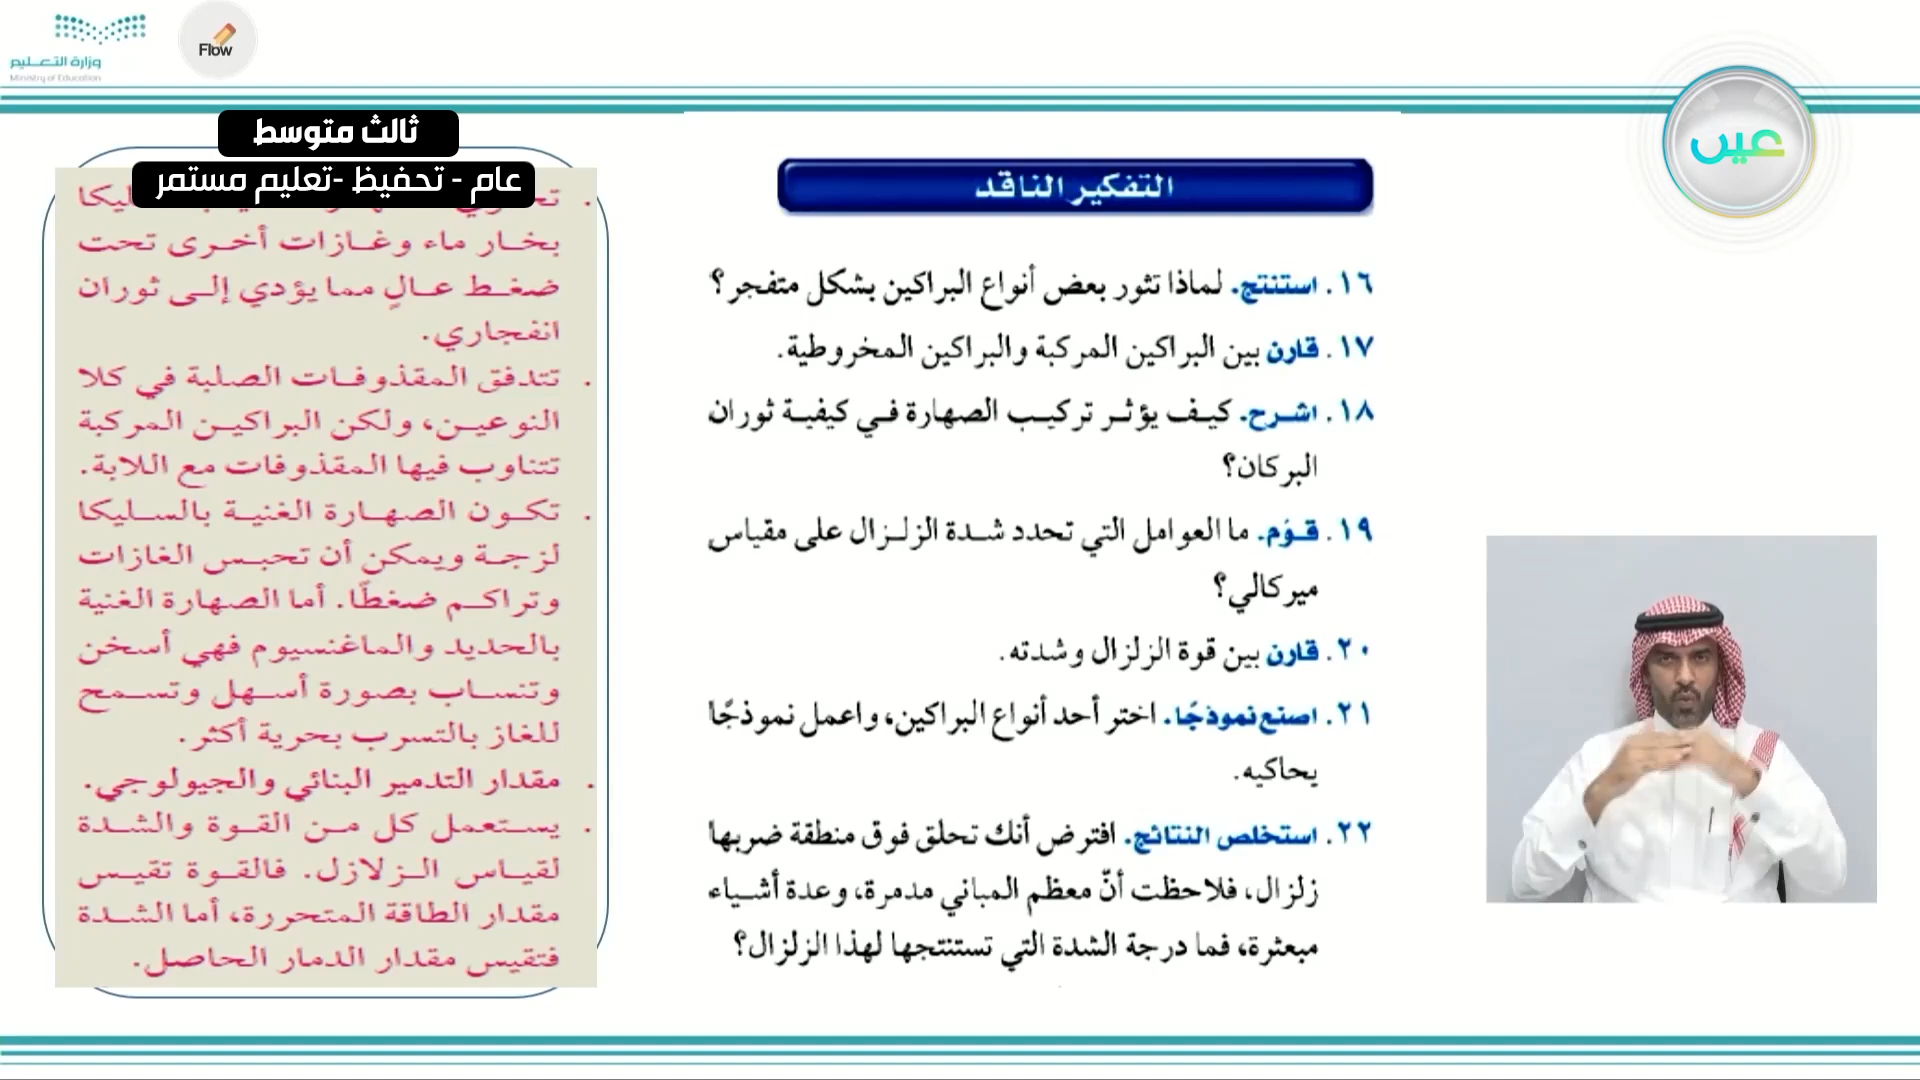 وزارة التعليم
Ministry of Education
Flow
عين
ثالث متوسط
عام - تحفيظ -تعليم مستمر
التفكير الناقد
١٦. استنتج. لماذا تثور بعض أنواع البراكين بشكل متفجر؟
١٧. قارن بين البراكين المركبة والبراكين المخروطية.
١٨. اشرح. كيف يؤثر تركيب الصهارة في كيفية ثوران
البركان؟
١٩. قوّم. ما العوامل التي تحدد شدة الزلزال على مقياس
ميركالي؟
٢٠. قارن بين قوة الزلزال وشدته.
٢١. اصنع نموذجًا. اختر أحد أنواع البراكين، واعمل نموذجًا
يحاكيه.
٢٢. استخلص النتائج. افترض أنك تحلق فوق منطقة ضربها
زلزال، فلاحظت أنّ معظم المباني مدمرة، وعدة أشياء
مبعثرة، فما درجة الشدة التي تستنتجها لهذا الزلزال؟
بخار ماء وغازات أخرى تحت
ضغط عالٍ مما يؤدي إلى ثوران
انفجاري.
. تتدفق المقذوفات الصلبة في كلا
النوعين، ولكن البراكين المركبة
تتناوب فيها المقذوفات مع اللابة.
. تكون الصهارة الغنية بالسليكا
لزجة ويمكن أن تحبس الغازات
وتراكم ضغطًا. أما الصهارة الغنية
بالحديد والماغنسيوم فهي أسخن
وتنساب بصورة أسهل وتسمح
للغاز بالتسرب بحرية أكثر.
. مقدار التدمير البنائي والجيولوجي.
. يستعمل كل من القوة والشدة
لقياس الزلازل. فالقوة تقيس
مقدار الطاقة المتحررة، أما الشدة
فتقيس مقدار الدمار الحاصل.